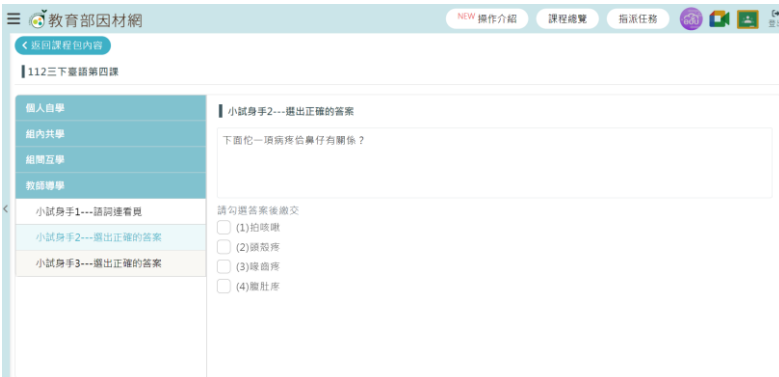 教育部因材網
NEW 操作介紹
課程總覽
指派任務
返回課程包內容
112三下臺語第四課
個人自學
組內共學
組間互學
教師導學
小試身手1---語詞連看覓
小試身手2---選出正確的答案
小試身手3---選出正確的答案
小試身手2---選出正確的答案
下面佗一項病疼佮鼻仔有關係?
請勾選答案後繳交
(1)拍咳啾
(2)頭殼疼
(3)喙齒疼
(4)腹肚疼